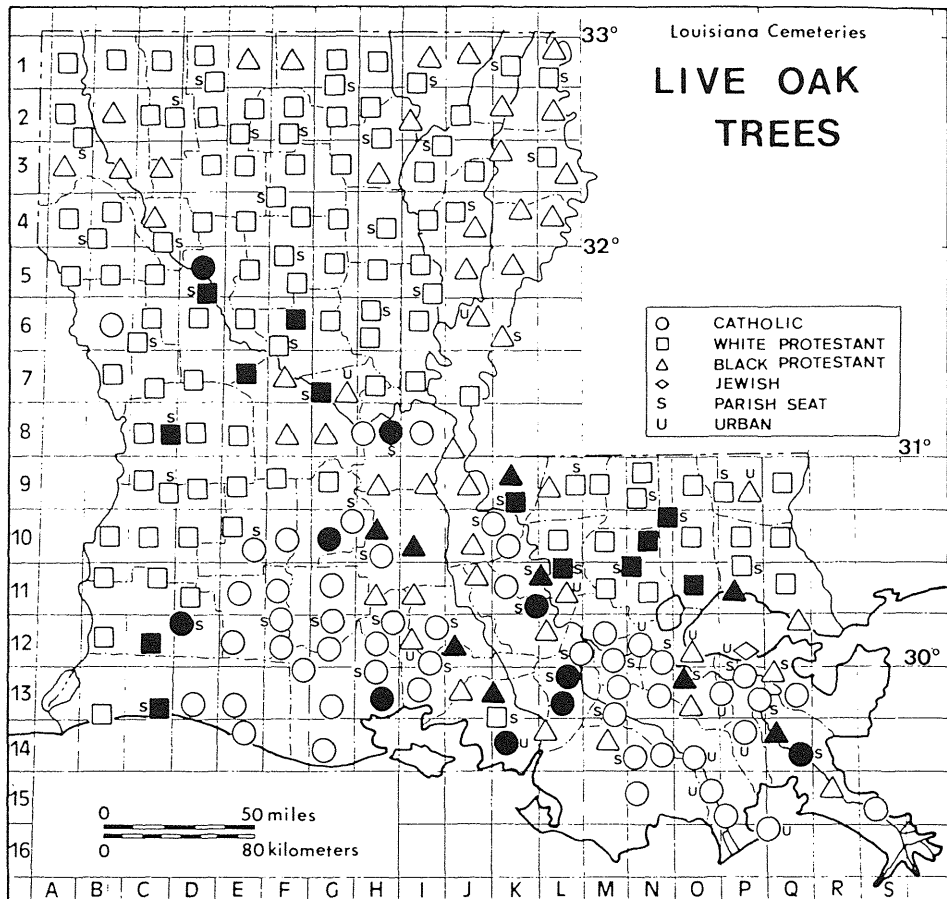 Louisiana Cemeteries
LIVE OAK
TREES
33°
32°
31°
30°
CATHOLIC
WHITE PROTESTANT
BLACK PROTESTANT
JEWISH
S PARISH SEAT
U URBAN
1
2
3
4
5
6
7
8
9
10
11
12
13
14
15
16
0 50 miles
0 80 kilometers
A B C D E F G H I J K L M N O P Q R S